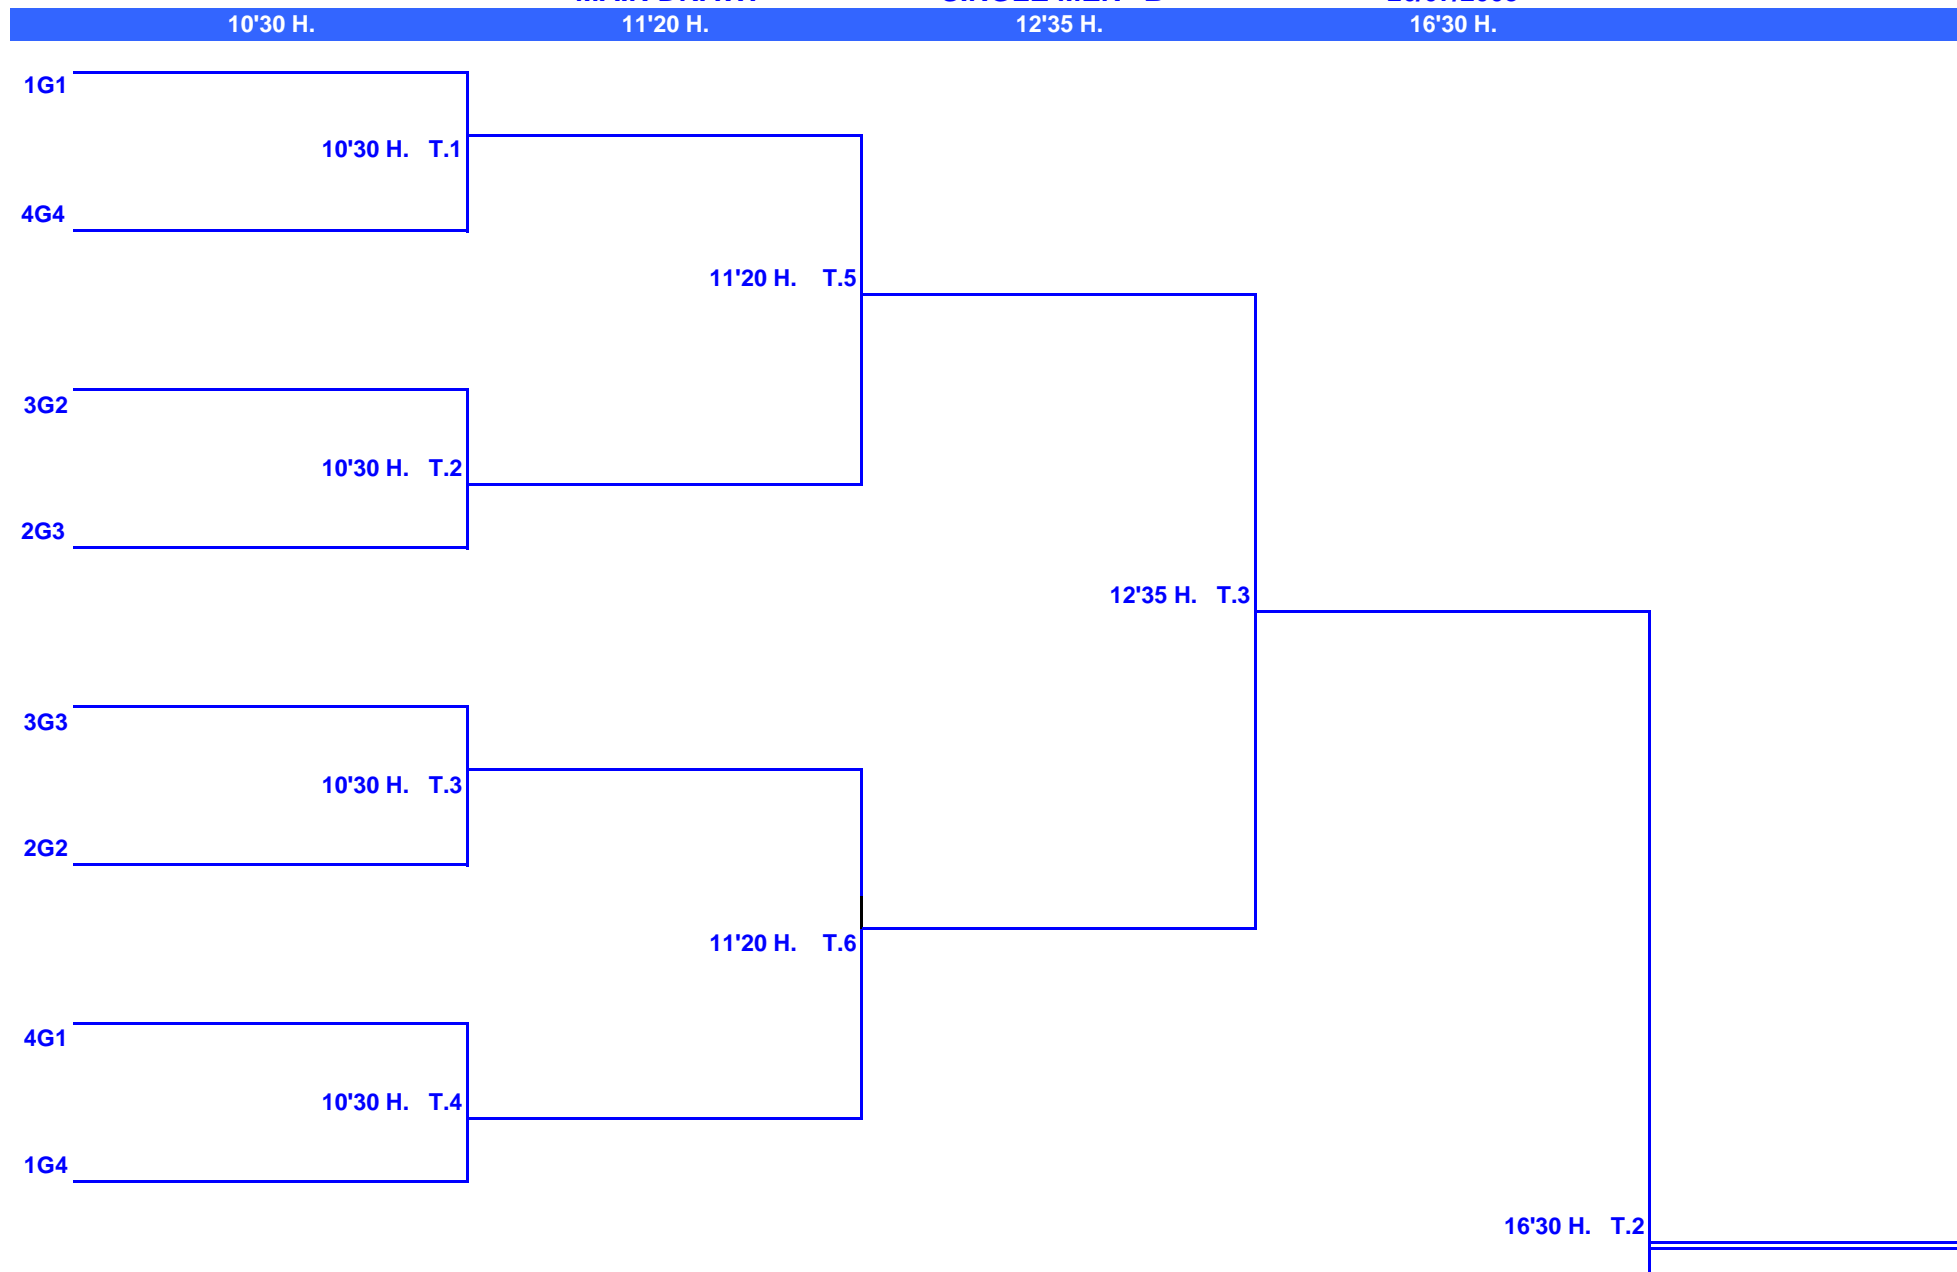 10'30 H. 11'20 H. 12'35 H. 16'30 H.
1G1
10'30 H. T.1
4G4
11'20 H. T.5
3G2
10'30 H. T.2
2G3
12'35 H. T.3
3G3
10'30 H. T.3
2G2
11'20 H. T.6
4G1
10'30 H. T.4
1G4
16'30 H. T.2